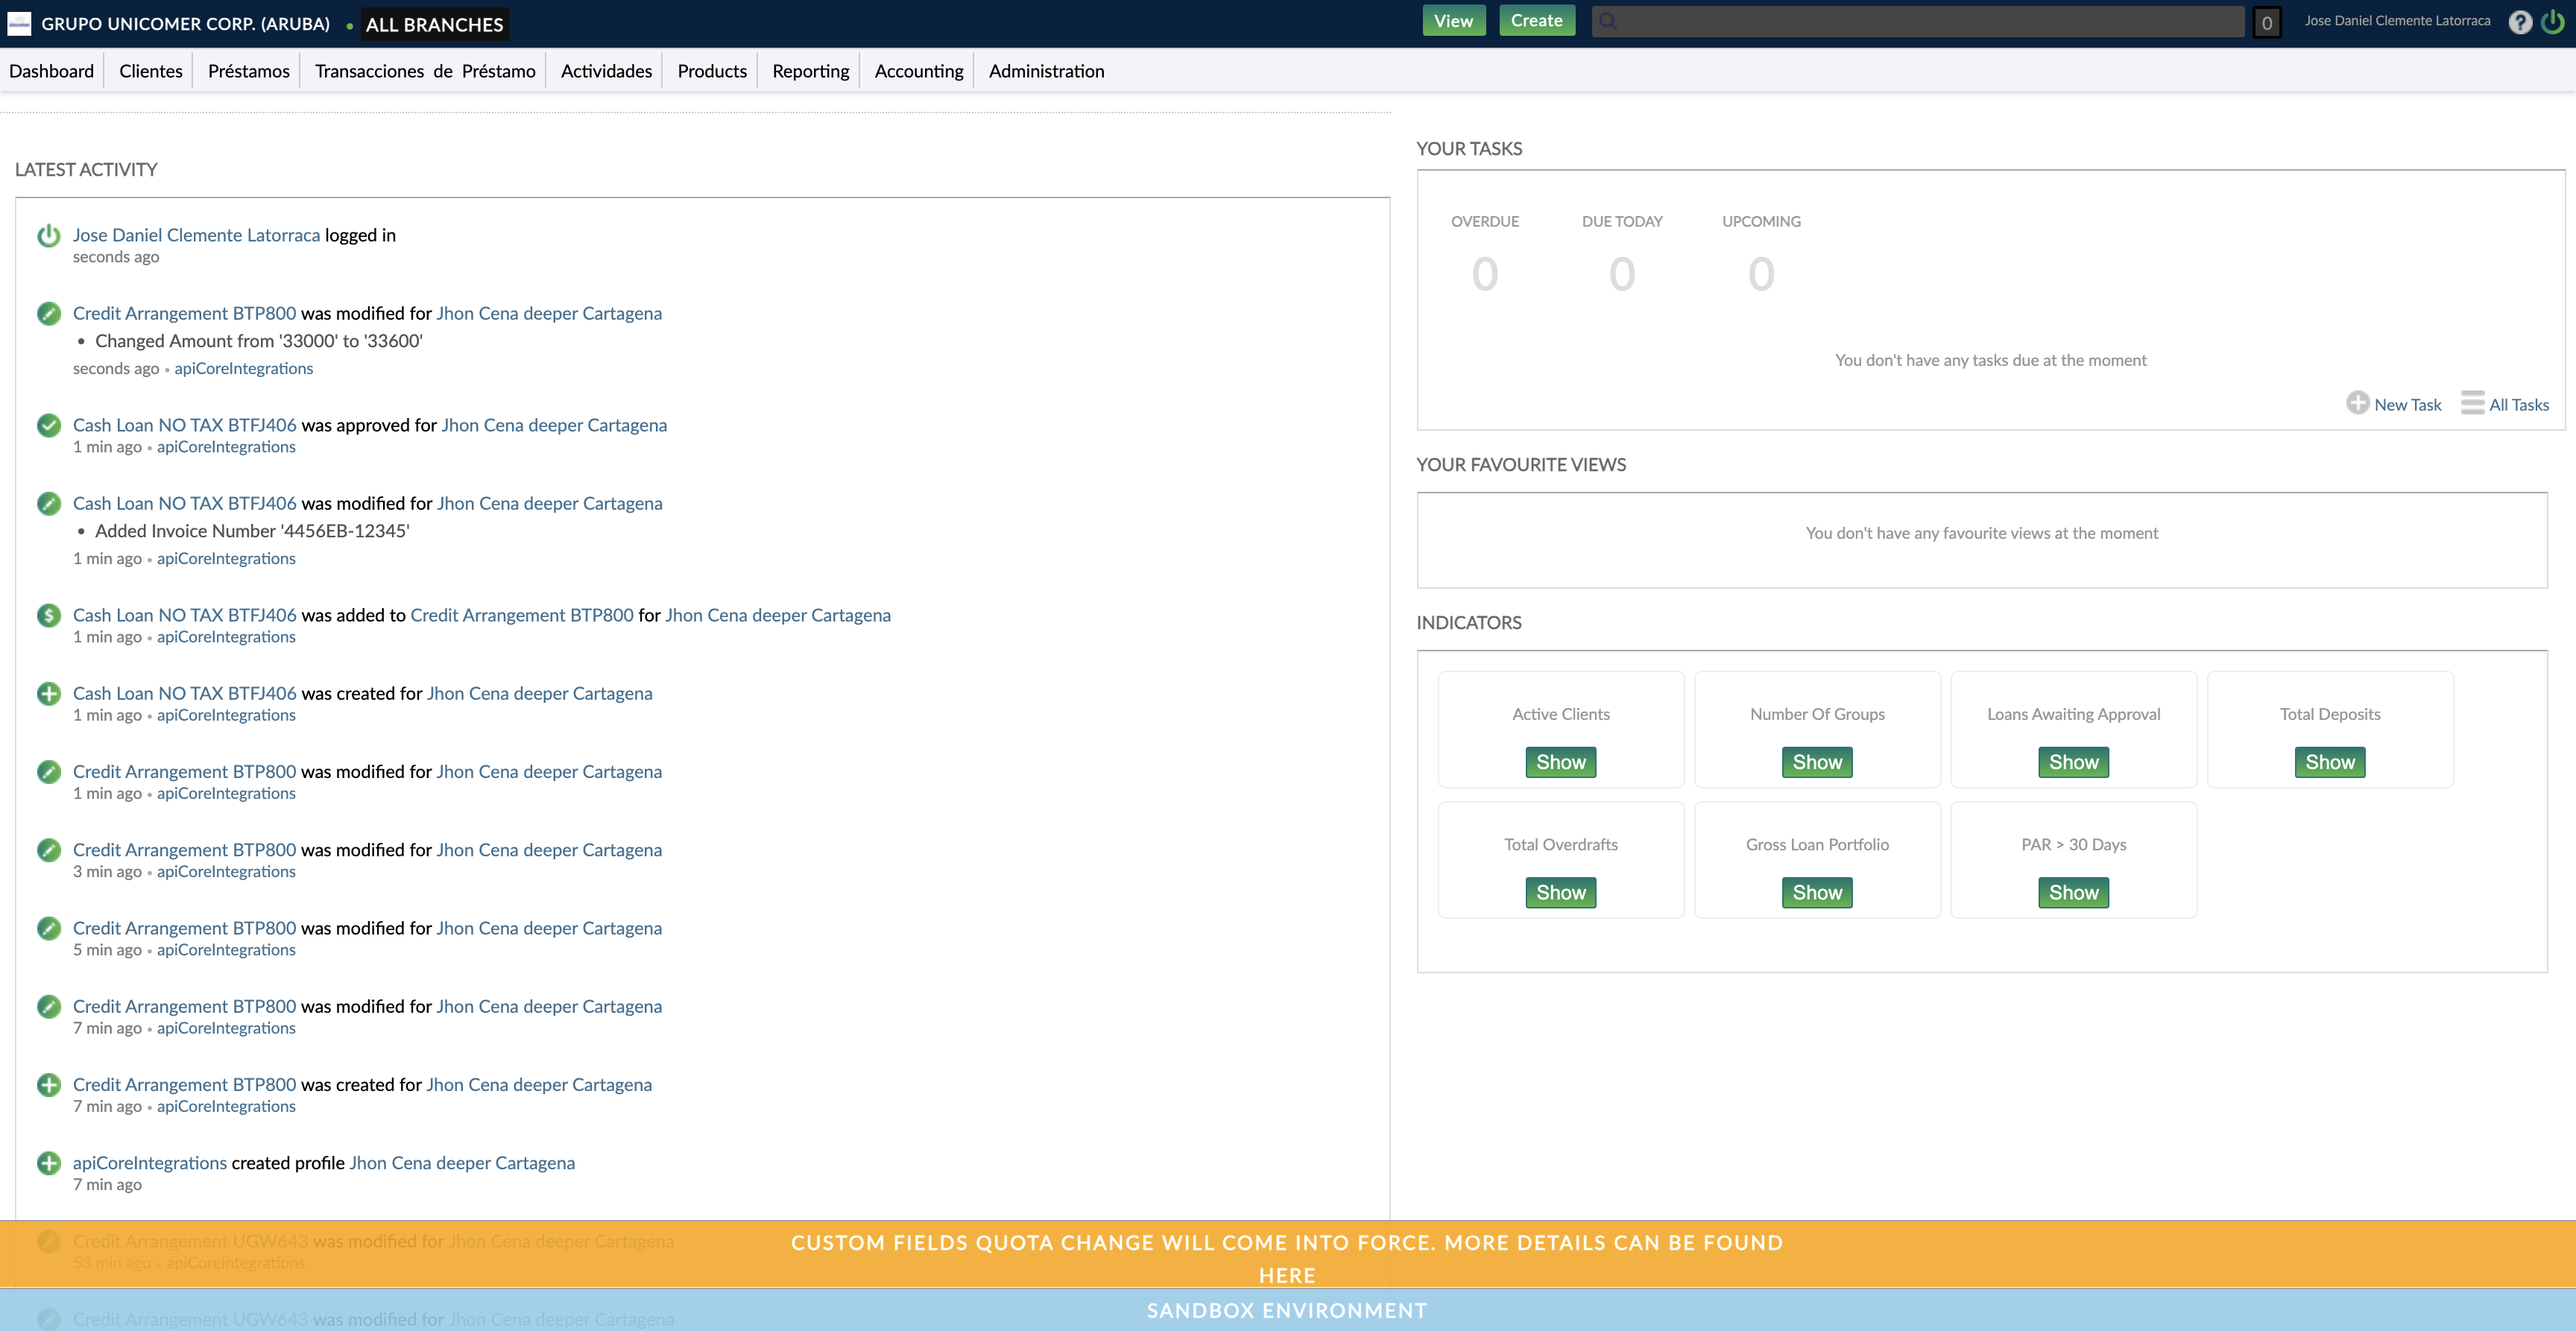 GRUPO UNICOMER CORP. (ARUBA) • ALL BRANCHES
View Create 0 Jose Daniel Clemente Latorraca ?
Dashboard Clientes Préstamos Transacciones de Préstamo Actividades Products Reporting Accounting Administration
LATEST ACTIVITY
Jose Daniel Clemente Latorraca logged in
seconds ago
Credit Arrangement BTP800 was modified for Jhon Cena deeper Cartagena
• Changed Amount from '33000' to '33600'
seconds ago • apiCoreIntegrations
Cash Loan NO TAX BTFJ406 was approved for Jhon Cena deeper Cartagena
1 min ago • apiCoreIntegrations
Cash Loan NO TAX BTFJ406 was modified for Jhon Cena deeper Cartagena
• Added Invoice Number '4456EB-12345'
1 min ago • apiCoreIntegrations
Cash Loan NO TAX BTFJ406 was added to Credit Arrangement BTP800 for Jhon Cena deeper Cartagena
1 min ago • apiCoreIntegrations
Cash Loan NO TAX BTFJ406 was created for Jhon Cena deeper Cartagena
1 min ago • apiCoreIntegrations
Credit Arrangement BTP800 was modified for Jhon Cena deeper Cartagena
1 min ago • apiCoreIntegrations
Credit Arrangement BTP800 was modified for Jhon Cena deeper Cartagena
3 min ago • apiCoreIntegrations
Credit Arrangement BTP800 was modified for Jhon Cena deeper Cartagena
5 min ago • apiCoreIntegrations
Credit Arrangement BTP800 was modified for Jhon Cena deeper Cartagena
7 min ago • apiCoreIntegrations
Credit Arrangement BTP800 was created for Jhon Cena deeper Cartagena
7 min ago • apiCoreIntegrations
apiCoreIntegrations created profile Jhon Cena deeper Cartagena
7 min ago
Credit Arrangement UGW643 was modified for Jhon Cena deeper Cartagena
53 min ago • apiCoreIntegrations
Credit Arrangement UGW643 was modified for Jhon Cena deeper Cartagena
YOUR TASKS
OVERDUE DUE TODAY UPCOMING
0 0 0
You don't have any tasks due at the moment
New Task All Tasks
YOUR FAVOURITE VIEWS
You don't have any favourite views at the moment
INDICATORS
Active Clients Number Of Groups Loans Awaiting Approval Total Deposits
Show Show Show Show
Total Overdrafts Gross Loan Portfolio PAR > 30 Days
Show Show Show
CUSTOM FIELDS QUOTA CHANGE WILL COME INTO FORCE. MORE DETAILS CAN BE FOUND
HERE
SANDBOX ENVIRONMENT